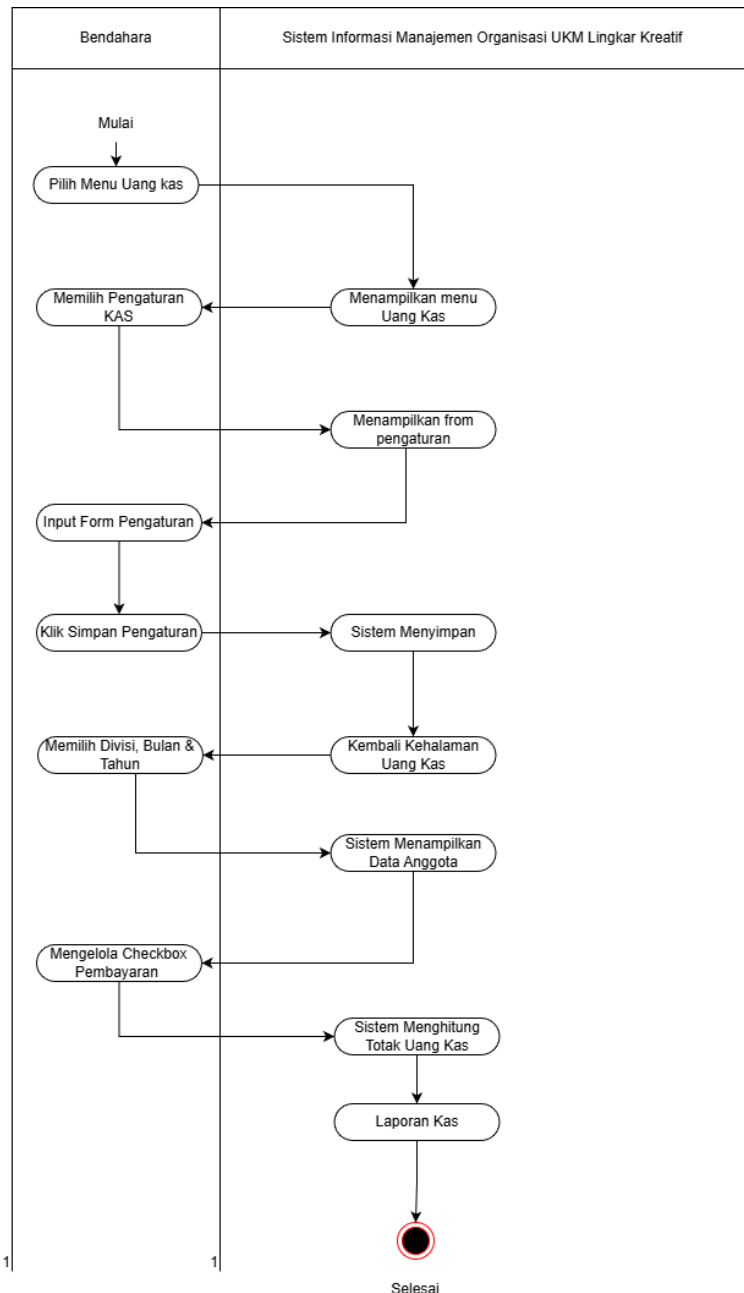 Bendahara
Sistem Informasi Manajemen Organisasi UKM Lingkar Kreatif
Mulai
Pilih Menu Uang kas
Memilih Pengaturan
KAS
Menampilkan menu
Uang Kas
Menampilkan from
pengaturan
Input Form Pengaturan
Klik Simpan Pengaturan
Sistem Menyimpan
Memilih Divisi, Bulan &
Tahun
Kembali Kehalaman
Uang Kas
Sistem Menampilkan
Data Anggota
Mengelola Checkbox
Pembayaran
Sistem Menghitung
Totak Uang Kas
Laporan Kas
1
1
Selesai